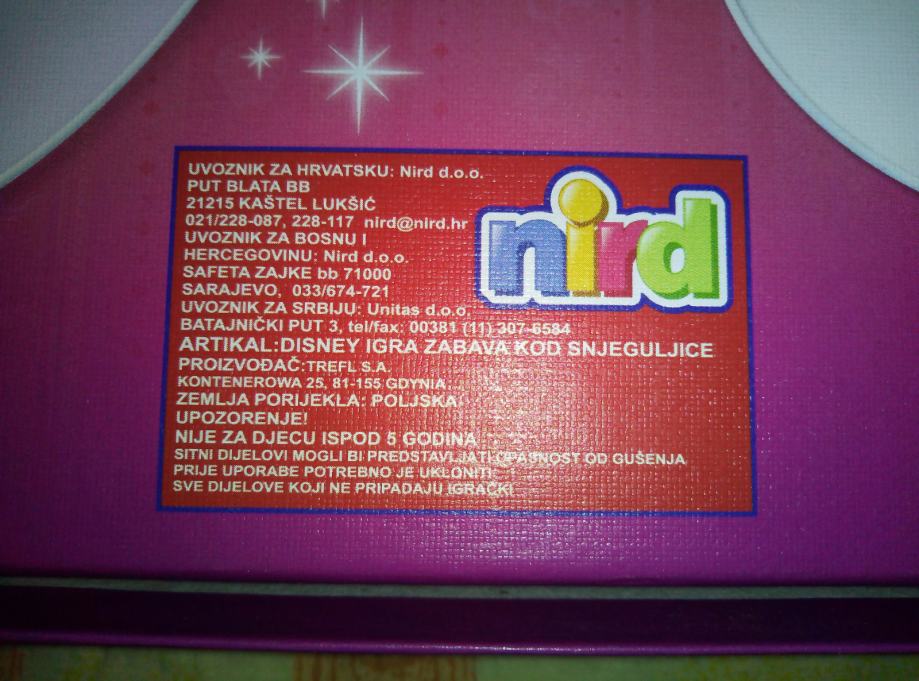 UVOZNIK ZA HRVATSKU: Nird d.o.o.
PUT BLATA BB
21215 KAŠTEL LUKŠIĆ
021/228-087, 228-117 nird@nird.hr
UVOZNIK ZA BOSNU I
HERCEGOVINU: Nird d.o.o.
SAFETA ZAJKE bb 71000
SARAJEVO, 033/674-721
UVOZNIK ZA SRBIJU: Unitas d.o.o.
BATAJNIČKI PUT 3, tel/fax: 00381 (11) 307-6584
ARTIKAL:DISNEY IGRA ZABAVA KOD SNJEGULJICE
PROIZVOĐAČ:TREFL S.A.
KONTENEROWA 25, 81-155 GDYNIA
ZEMLJA PORIJEKLA: POLJSKA
UPOZORENJE!
NIJE ZA DJECU ISPOD 5 GODINA
SITNI DIJELOVI MOGLI BI PREDSTAVLJATI OPASNOST OD GUŠENJA
PRIJE UPORABE POTREBNO JE UKLONITI
SVE DIJELOVE KOJI NE PRIPADAJU IGRAČKI
nird